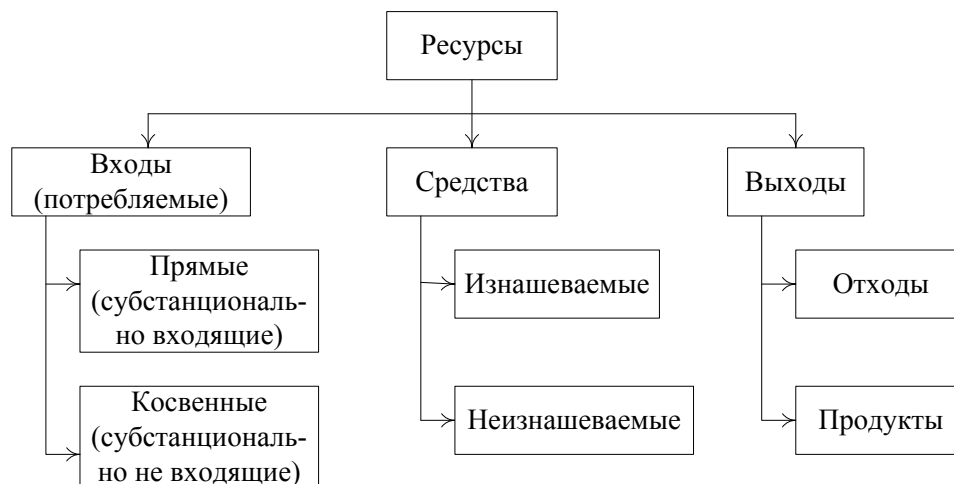 Ресурсы
Входы
(потребляемые)
Средства
Выходы
Прямые
(субстанциональ-
но входящие)
Изнашеваемые
Отходы
Косвенные
(субстанциональ-
но не входящие)
Неизнашеваемые
Продукты